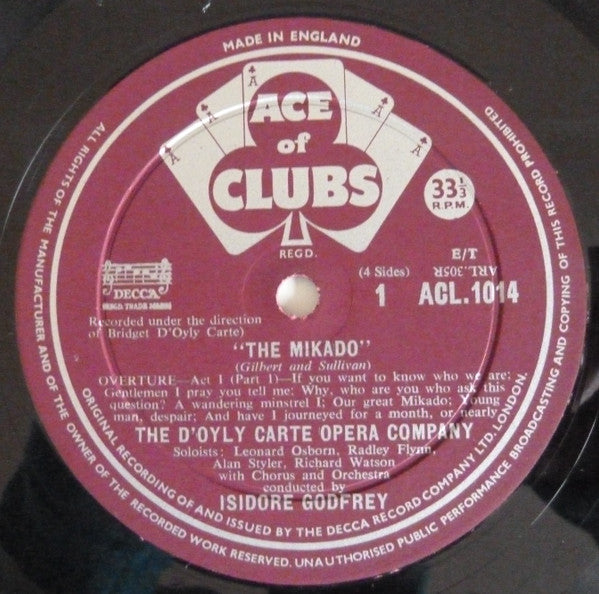 MADE IN ENGLAND
ALL RIGHTS OF THE MANUFACTURER AND OF THE OWNER OF THE RECORDED WORK RESERVED. UNAUTHORISED PUBLIC PERFORMANCE BROADCASTING AND COPYING OF THIS RECORD PROHIBITED
A A A A
ACE
of
CLUBS
REGD.
33 1/3
R.P.M.
E/T
ARL.305R
(4 Sides)
1 ACL.1014
DECCA
REGD. TRADE MARK
Recorded under the direction
of Bridget D'Oyly Carte)
"THE MIKADO"
(Gilbert and Sullivan)
OVERTURE—Act I (Part 1)—If you want to know who we are;
Gentlemen I pray you tell me; Why, who are you who ask this
question? A wandering minstrel I; Our great Mikado; Young
man, despair; And have I journeyed for a month, or nearly
THE D'OYLY CARTE OPERA COMPANY
Soloists: Leonard Osborn, Radley Flynn,
Alan Styler, Richard Watson
with Chorus and Orchestra
conducted by
ISIDORE GODFREY
ORIGINAL RECORDING OF AND ISSUED BY THE DECCA RECORD COMPANY LTD. LONDON.